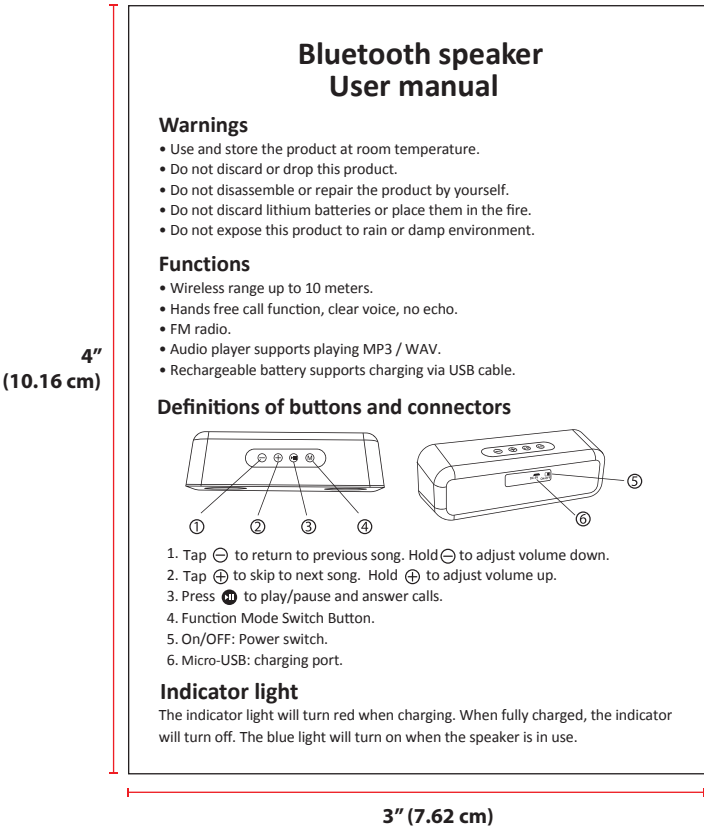 Bluetooth speaker
User manual
Warnings
• Use and store the product at room temperature.
• Do not discard or drop this product.
• Do not disassemble or repair the product by yourself.
• Do not discard lithium batteries or place them in the fire.
• Do not expose this product to rain or damp environment.
Functions
• Wireless range up to 10 meters.
• Hands free call function, clear voice, no echo.
• FM radio.
• Audio player supports playing MP3 / WAV.
• Rechargeable battery supports charging via USB cable.
4″
(10.16 cm)
Definitions of buttons and connectors
M
① ② ③ ④
⑤
⑥
1. Tap ⊖ to return to previous song. Hold ⊖ to adjust volume down.
2. Tap ⊕ to skip to next song. Hold ⊕ to adjust volume up.
3. Press ⏯ to play/pause and answer calls.
4. Function Mode Switch Button.
5. On/OFF: Power switch.
6. Micro-USB: charging port.
Indicator light
The indicator light will turn red when charging. When fully charged, the indicator
will turn off. The blue light will turn on when the speaker is in use.
3″ (7.62 cm)